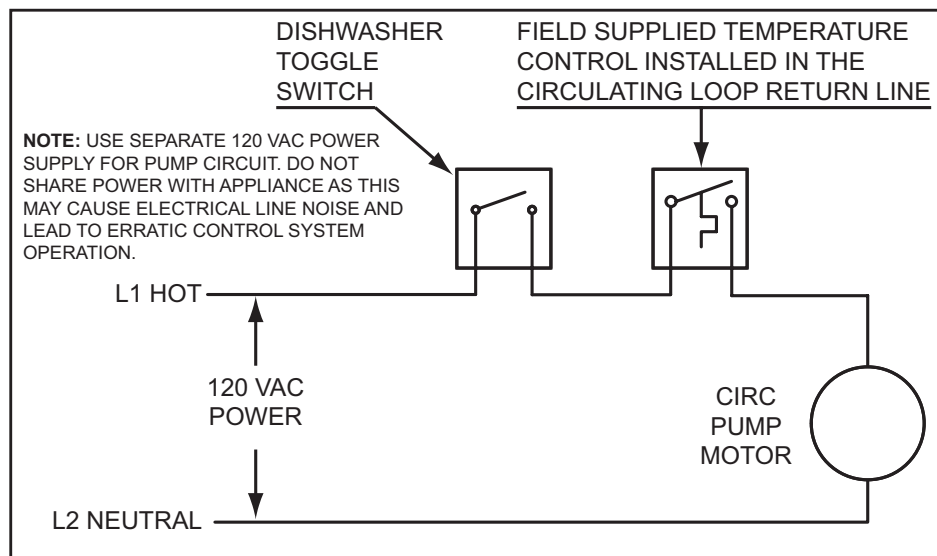 DISHWASHER
TOGGLE
SWITCH
FIELD SUPPLIED TEMPERATURE
CONTROL INSTALLED IN THE
CIRCULATING LOOP RETURN LINE
NOTE: USE SEPARATE 120 VAC POWER
SUPPLY FOR PUMP CIRCUIT. DO NOT
SHARE POWER WITH APPLIANCE AS THIS
MAY CAUSE ELECTRICAL LINE NOISE AND
LEAD TO ERRATIC CONTROL SYSTEM
OPERATION.
L1 HOT
120 VAC
POWER
CIRC
PUMP
MOTOR
L2 NEUTRAL